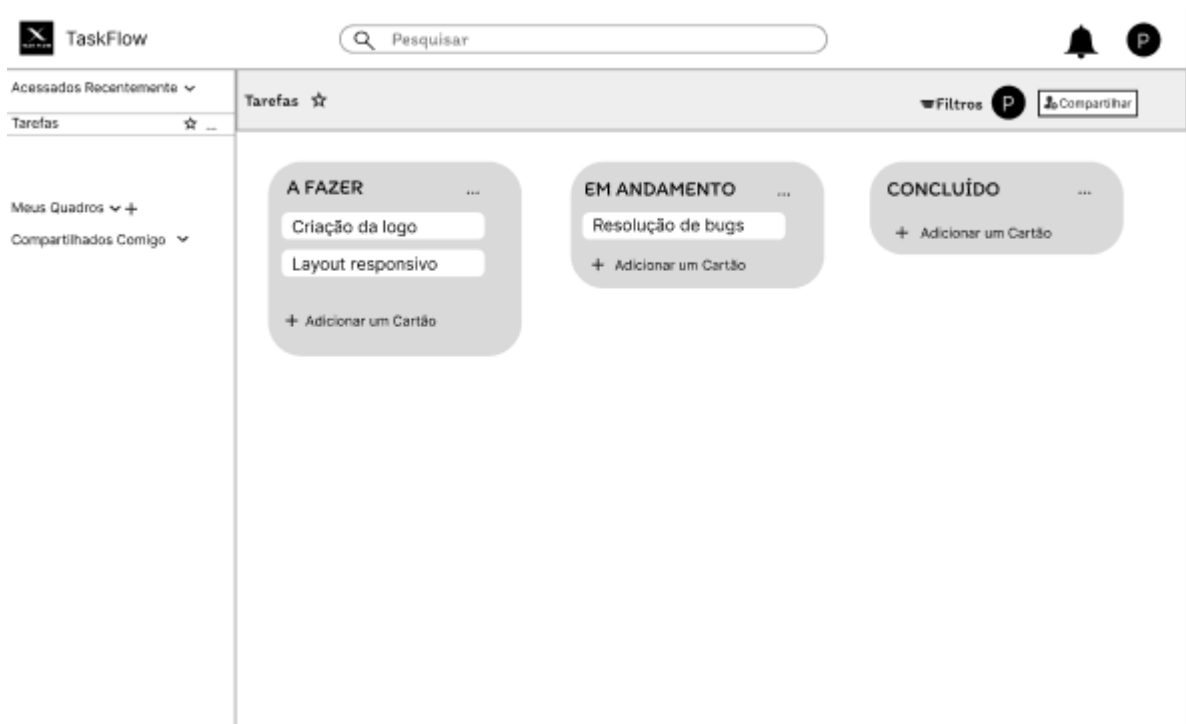 TaskFlow
Pesquisar
P
Acessados Recentemente
Tarefas
...
Meus Quadros +
Compartilhados Comigo
Tarefas
Filtros
P
Compartilhar
A FAZER ...
Criação da logo
Layout responsivo
+ Adicionar um Cartão
EM ANDAMENTO ...
Resolução de bugs
+ Adicionar um Cartão
CONCLUÍDO ...
+ Adicionar um Cartão